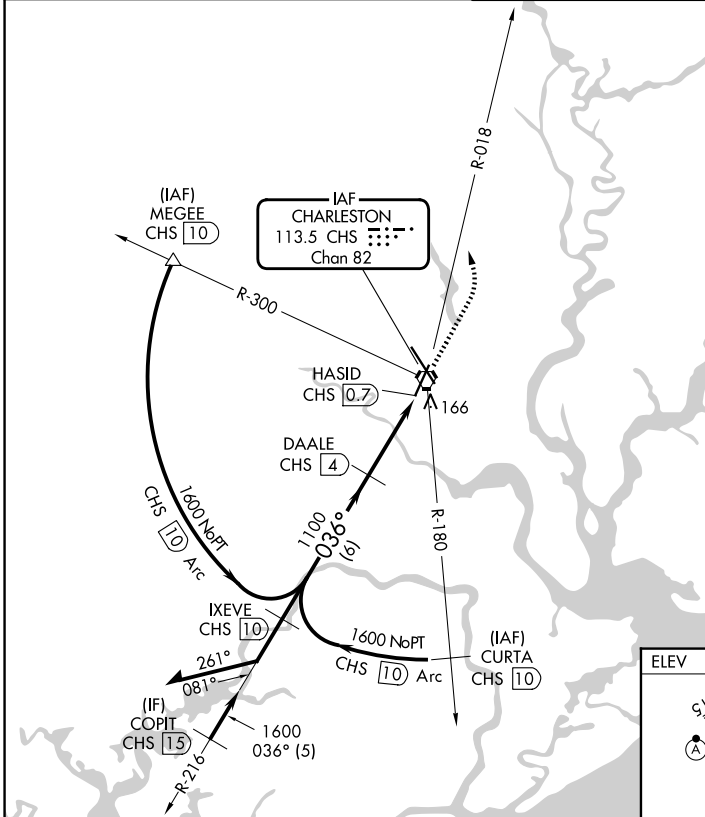 R-018
(IAF)
MEGEE
CHS 10
IAF
CHARLESTON
113.5 CHS
Chan 82
R-300
HASID
CHS 0.7
166
DAALE
CHS 4
1600 NoPT
CHS 10 Arc
1100
036°
(6)
R-180
IXEVE
CHS 10
1600 NoPT
CHS 10 Arc
(IAF)
CURTA
CHS 10
261°
081°
(IF)
COPIT
CHS 15
1600
036° (5)
R-216
ELEV
A